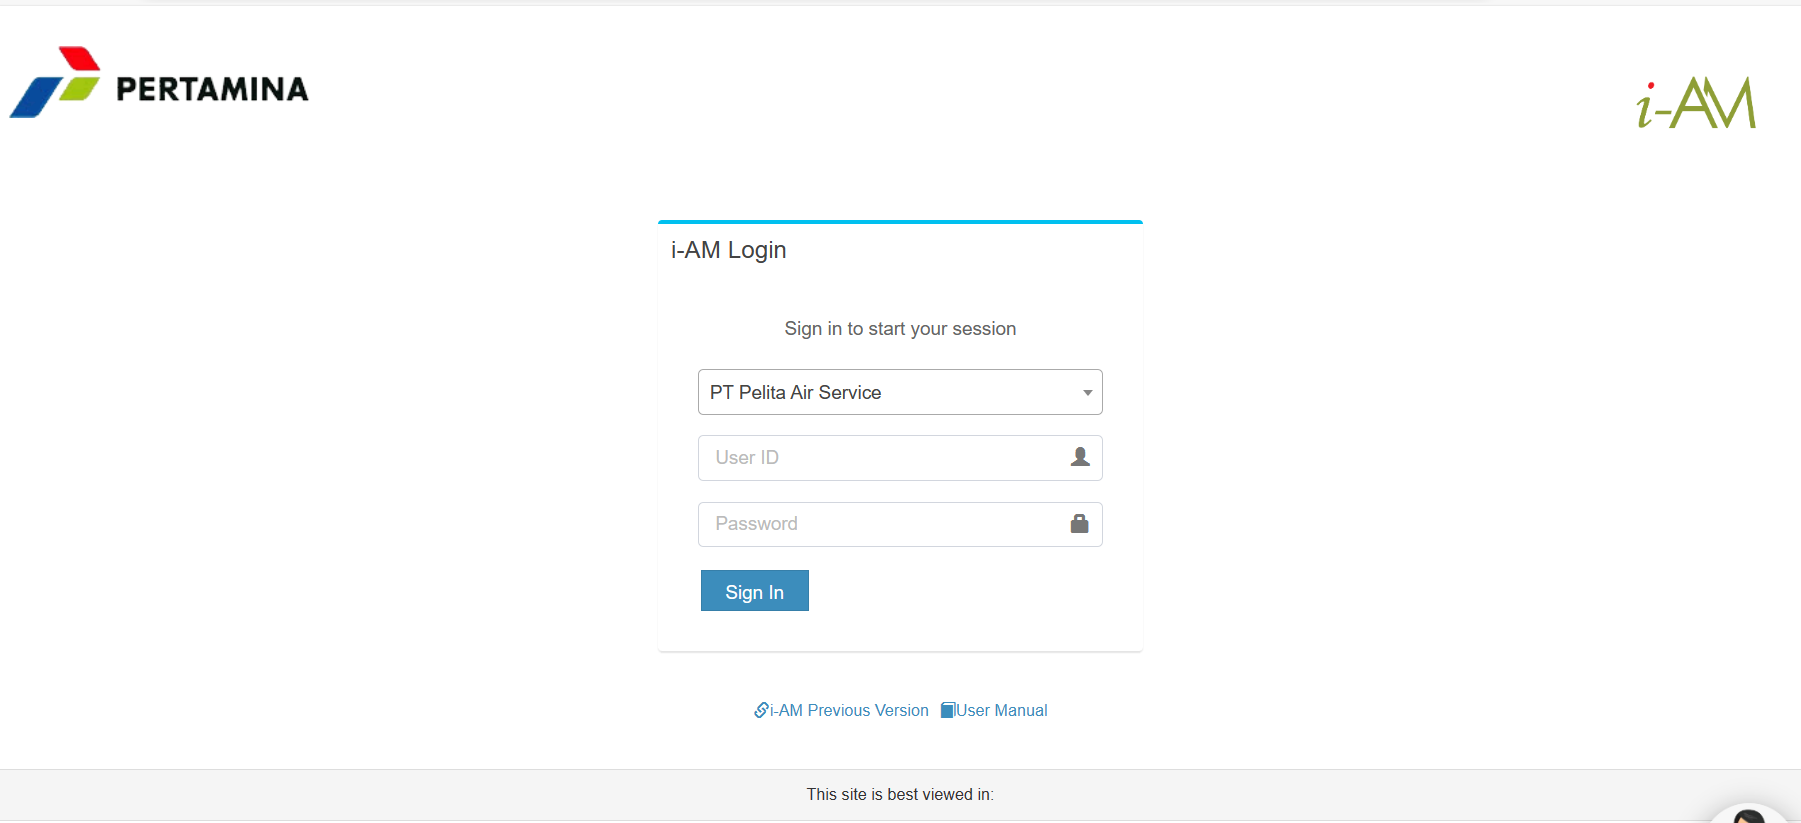 PERTAMINA
i-AM
i-AM Login
Sign in to start your session
PT Pelita Air Service
User ID
Password
Sign In
i-AM Previous Version User Manual
This site is best viewed in: